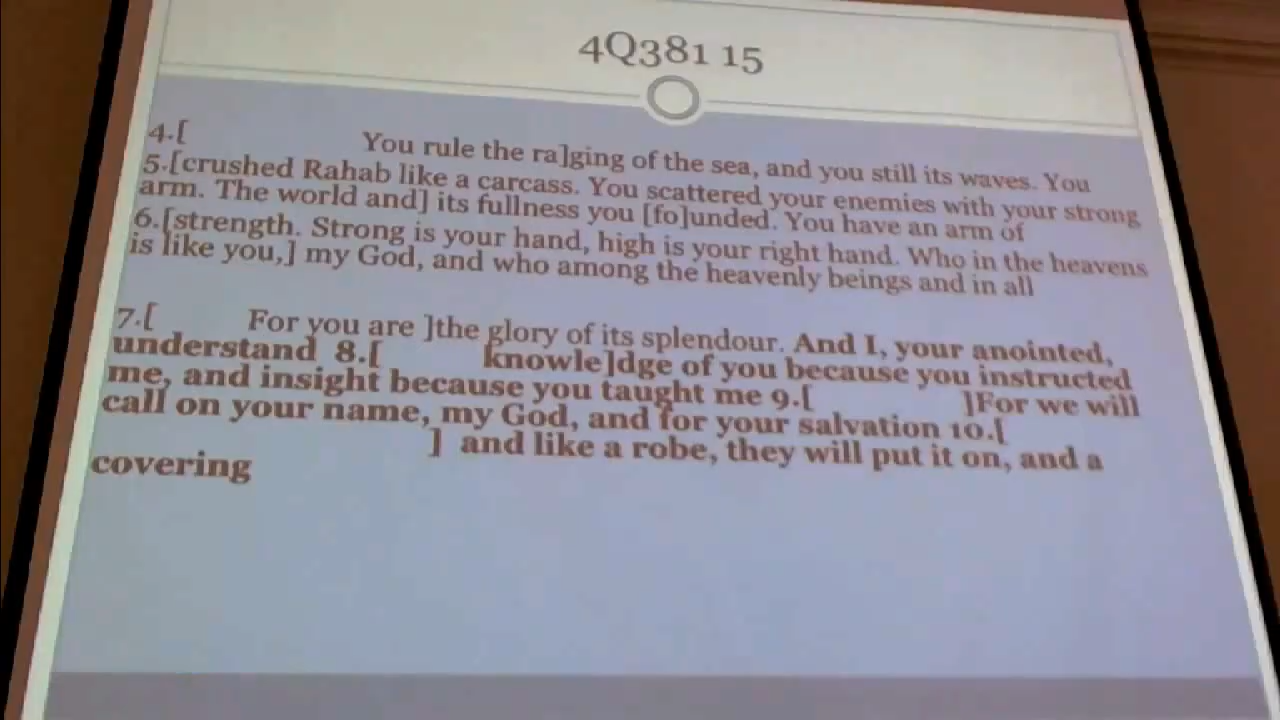 4Q381 15
4.[ You rule the ra]ging of the sea, and you still its waves. You
5.[crushed Rahab like a carcass. You scattered your enemies with your strong
arm. The world and] its fullness you [fo]unded. You have an arm of
6.[strength. Strong is your hand, high is your right hand. Who in the heavens
is like you,] my God, and who among the heavenly beings and in all
7.[ For you are ]the glory of its splendour. And I, your anointed,
understand 8.[ knowle]dge of you because you instructed
me, and insight because you taught me 9.[ ]For we will
call on your name, my God, and for your salvation 10.[
] and like a robe, they will put it on, and a
covering